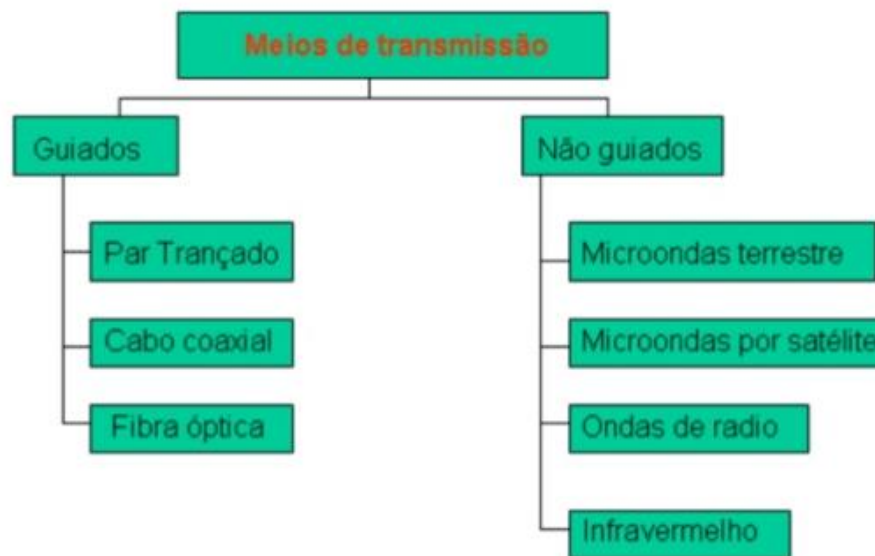 Meios de transmissão
Guiados
Não guiados
Par Trançado
Microondas terrestre
Cabo coaxial
Microondas por satélite
Fibra óptica
Ondas de radio
Infravermelho